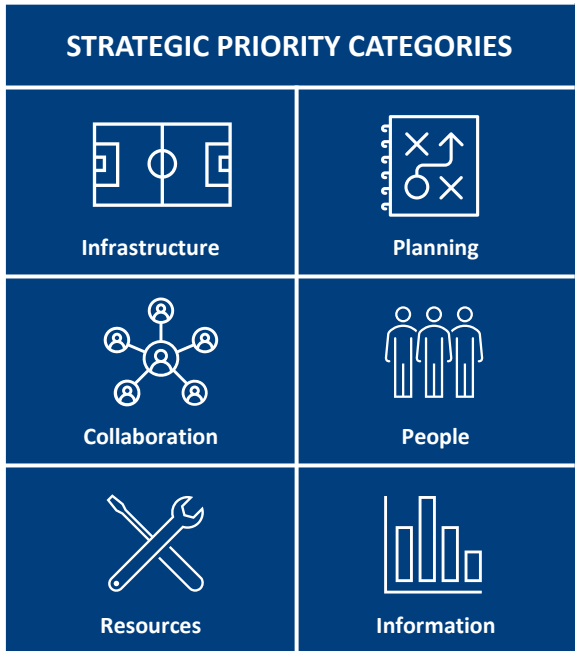 STRATEGIC PRIORITY CATEGORIES
Infrastructure
Planning
Collaboration
People
Resources
Information